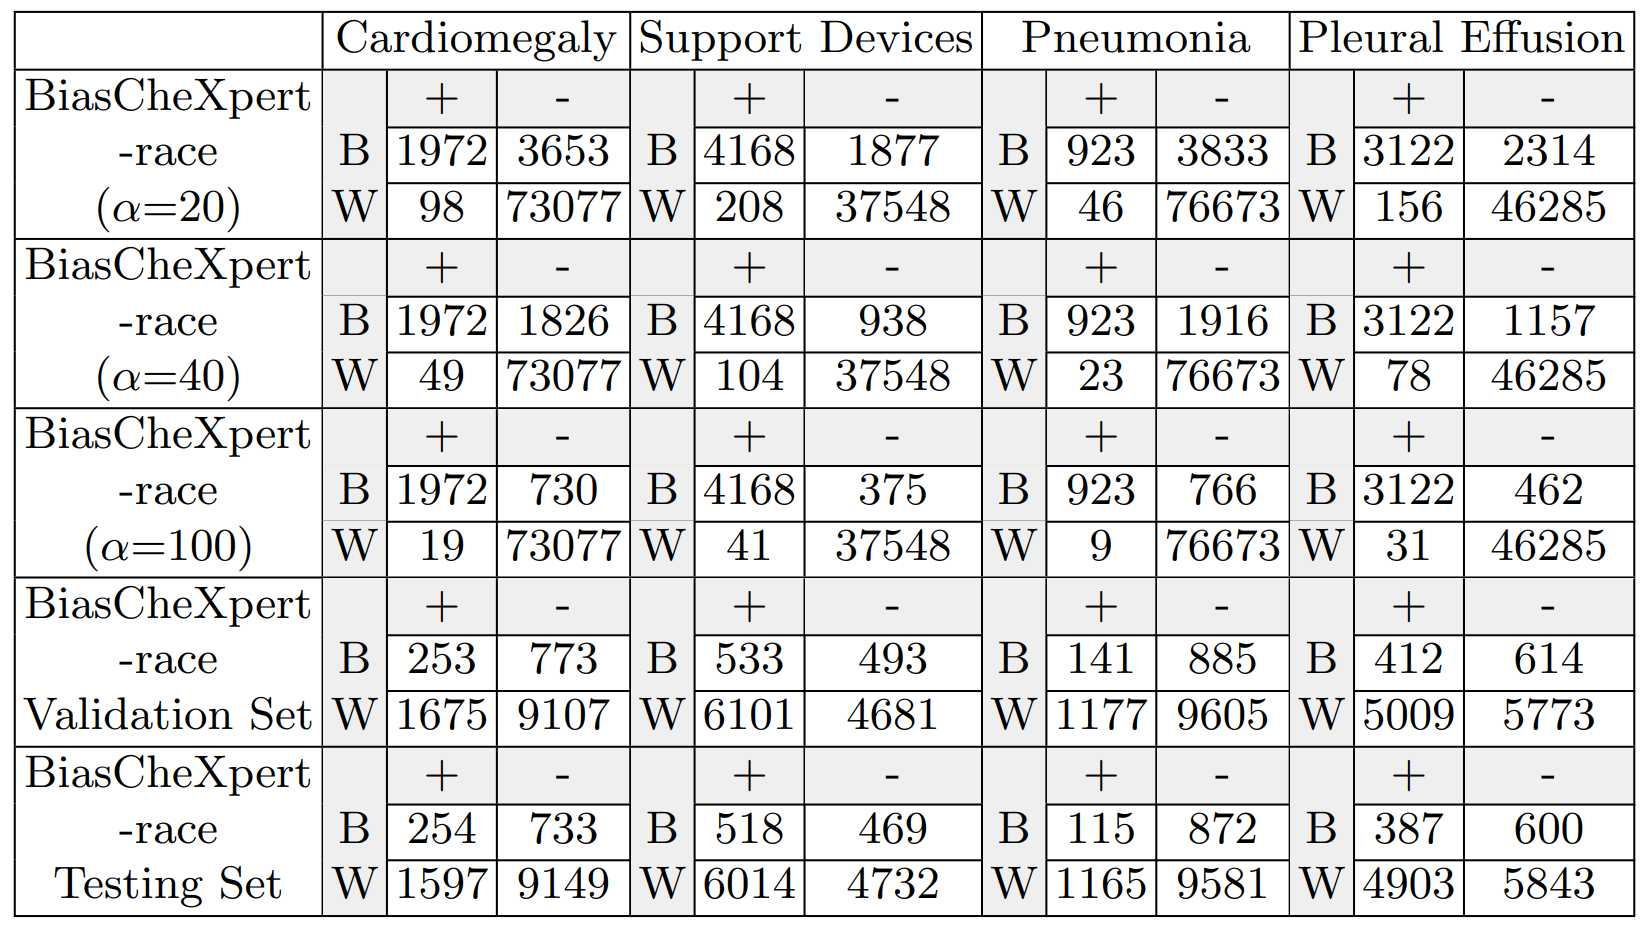 Cardiomegaly Support Devices Pneumonia Pleural Effusion
BiasCheXpert + - + - + - + -
-race B 1972 3653 B 4168 1877 B 923 3833 B 3122 2314
(α=20) W 98 73077 W 208 37548 W 46 76673 W 156 46285
BiasCheXpert + - + - + - + -
-race B 1972 1826 B 4168 938 B 923 1916 B 3122 1157
(α=40) W 49 73077 W 104 37548 W 23 76673 W 78 46285
BiasCheXpert + - + - + - + -
-race B 1972 730 B 4168 375 B 923 766 B 3122 462
(α=100) W 19 73077 W 41 37548 W 9 76673 W 31 46285
BiasCheXpert + - + - + - + -
-race B 253 773 B 533 493 B 141 885 B 412 614
Validation Set W 1675 9107 W 6101 4681 W 1177 9605 W 5009 5773
BiasCheXpert + - + - + - + -
-race B 254 733 B 518 469 B 115 872 B 387 600
Testing Set W 1597 9149 W 6014 4732 W 1165 9581 W 4903 5843